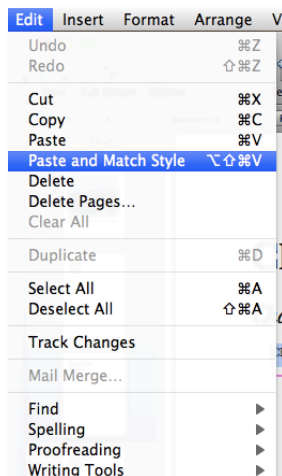 Edit Insert Format Arrange V
Undo ⌘Z
Redo ⇧⌘Z
Cut ⌘X
Copy ⌘C
Paste ⌘V
Paste and Match Style ⌥⇧⌘V
Delete
Delete Pages...
Clear All
Duplicate ⌘D
Select All ⌘A
Deselect All ⇧⌘A
Track Changes
Mail Merge...
Find
Spelling
Proofreading
Writing Tools